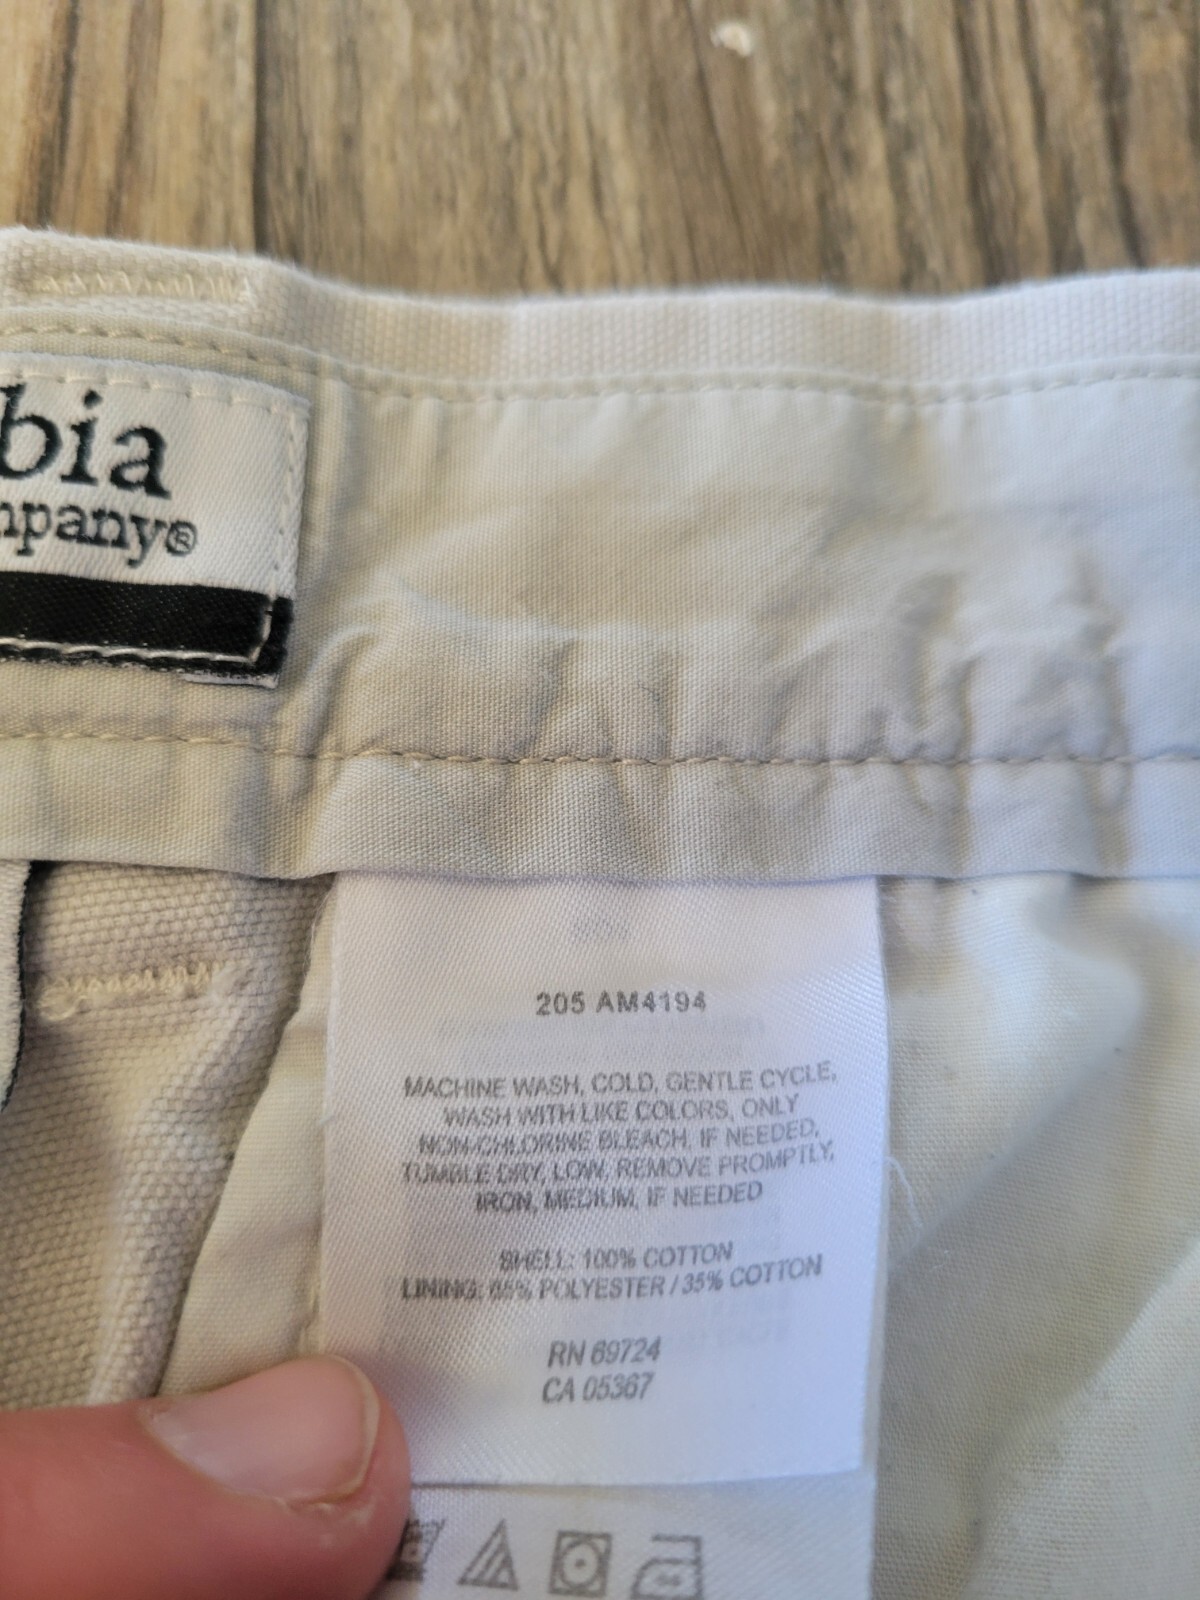 bia
mpany®
205 AM4194
MACHINE WASH, COLD, GENTLE CYCLE,
WASH WITH LIKE COLORS, ONLY
NON-CHLORINE BLEACH, IF NEEDED,
TUMBLE DRY, LOW, REMOVE PROMPTLY,
IRON, MEDIUM, IF NEEDED
SHELL: 100% COTTON
LINING: 65% POLYESTER / 35% COTTON
RN 69724
CA 05367